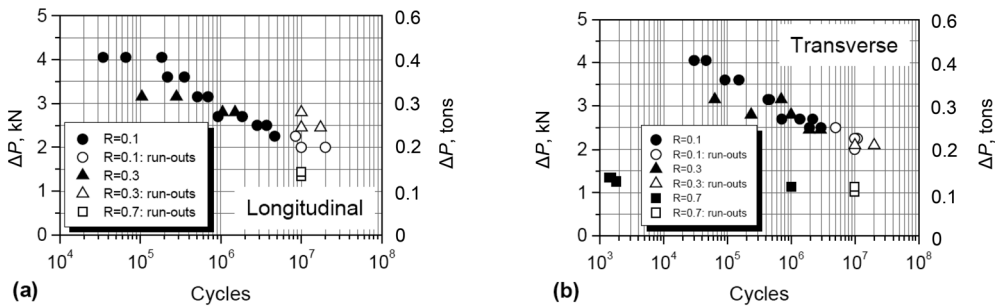 5
4
3
2
1
0
ΔP, kN
0.6
0.5
0.4
0.3
0.2
0.1
0
ΔP, tons
R=0.1
R=0.1: run-outs
R=0.3
R=0.3: run-outs
R=0.7: run-outs
Longitudinal
10⁴ 10⁵ 10⁶ 10⁷ 10⁸
(a) Cycles
5
4
3
2
1
0
ΔP, kN
0.6
0.5
0.4
0.3
0.2
0.1
0
ΔP, tons
Transverse
R=0.1
R=0.1: run-outs
R=0.3
R=0.3: run-outs
R=0.7
R=0.7: run-outs
10³ 10⁴ 10⁵ 10⁶ 10⁷ 10⁸
(b) Cycles